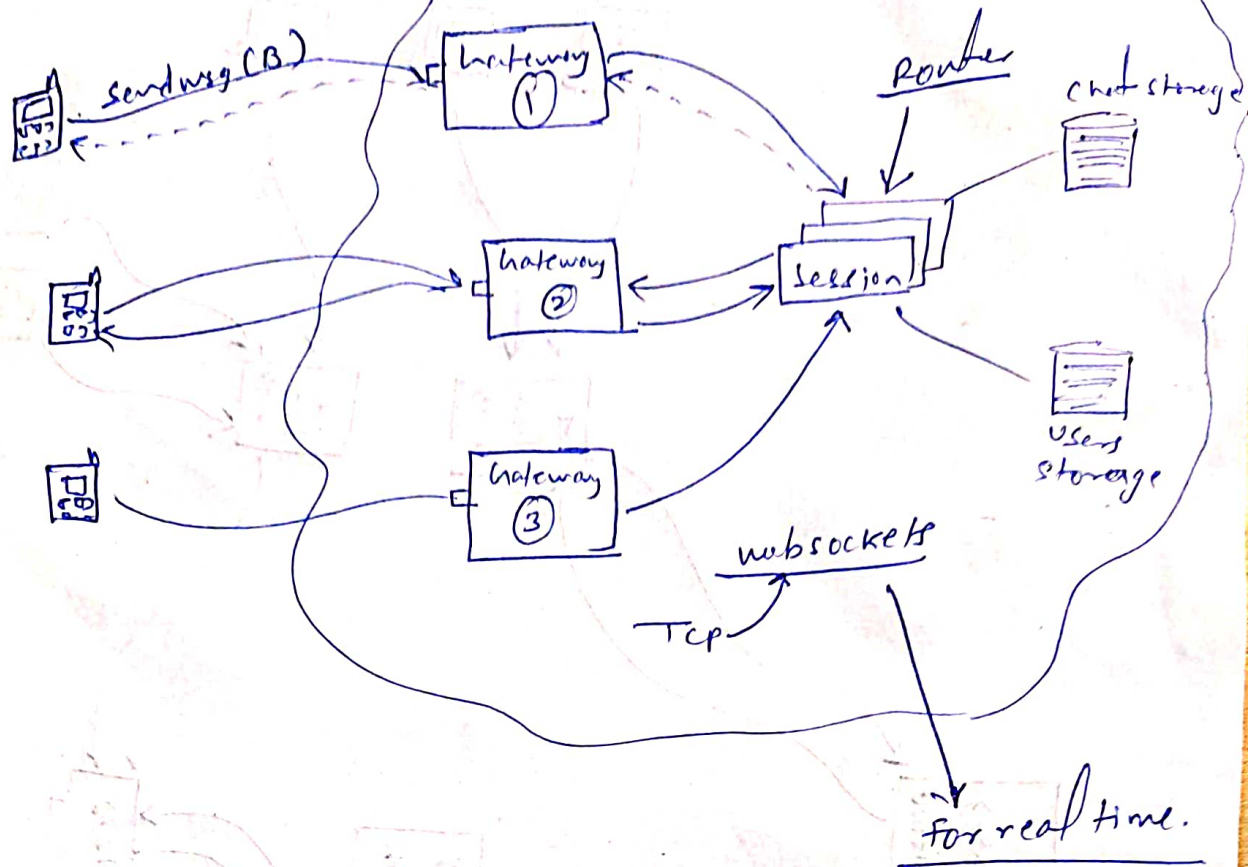 sendmsg(B)
Gateway
1
Router
Chat storage
Gateway
2
session
Gateway
3
Users
storage
websockets
TCP
for real time.